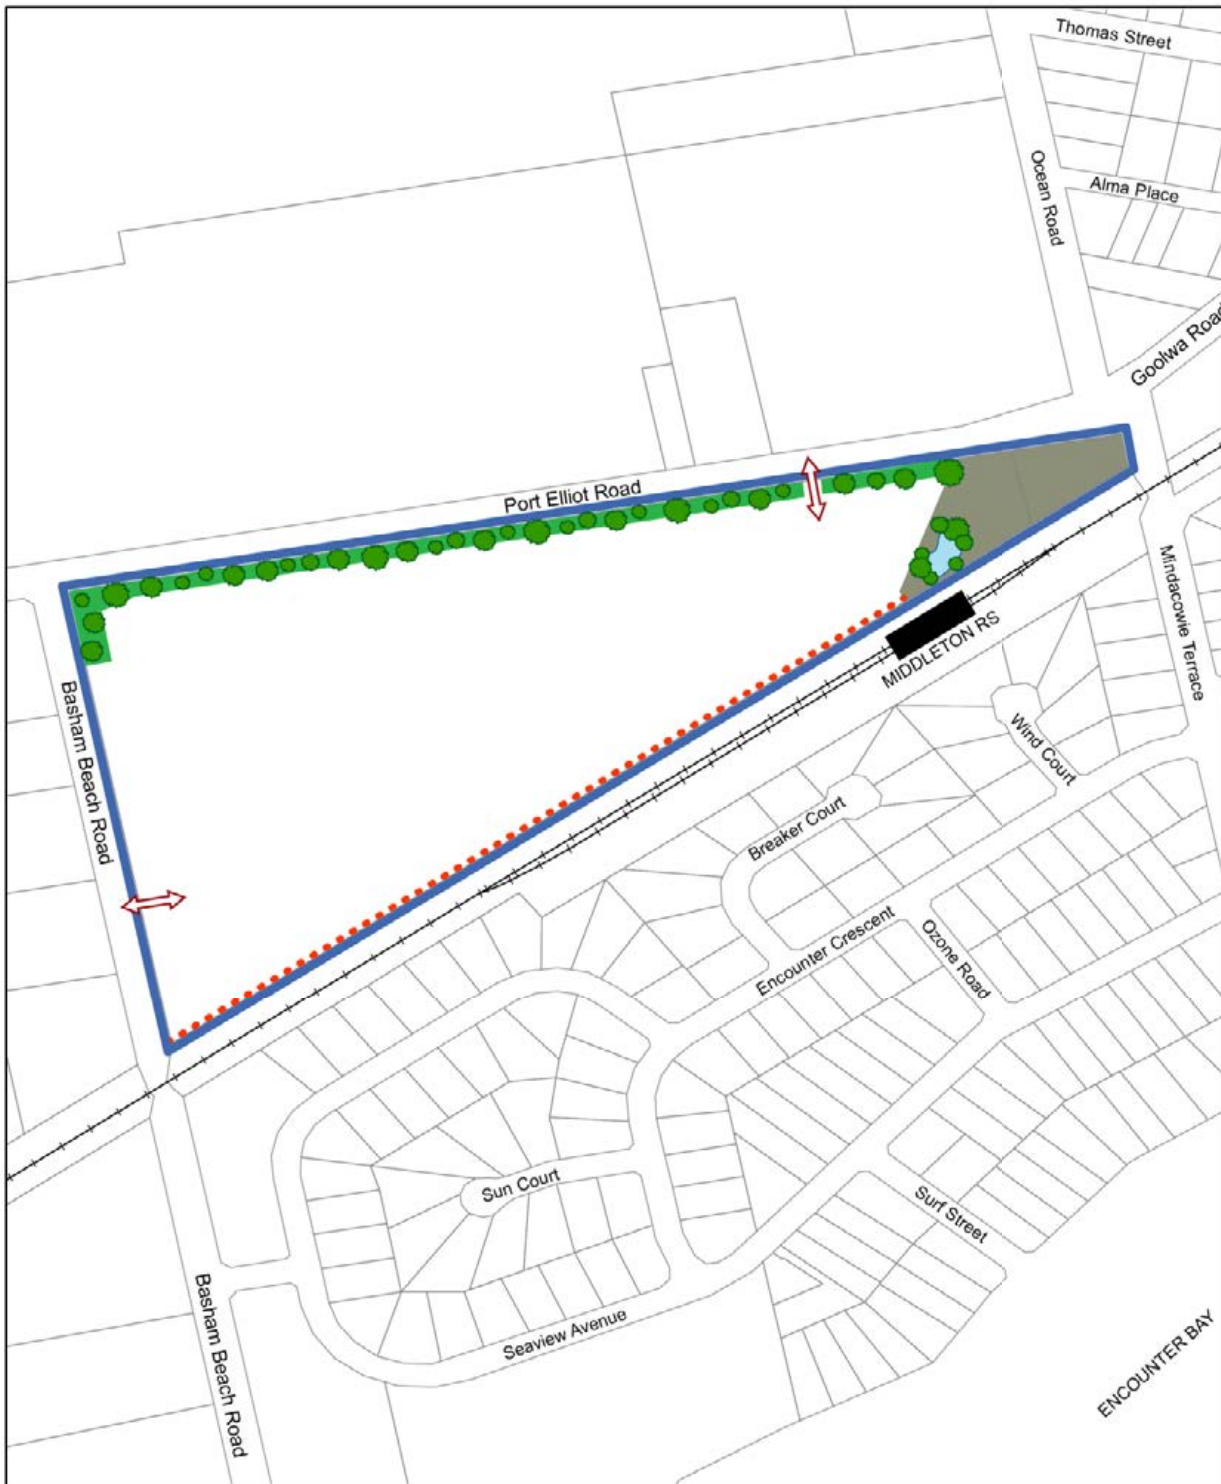 Thomas Street
Ocean Road
Alma Place
Goolwa Road
Port Elliot Road
Mindacowie Terrace
MIDDLETON RS
Basham Beach Road
Wind Court
Breaker Court
Encounter Crescent
Ozone Road
Sun Court
Surf Street
Basham Beach Road
Seaview Avenue
ENCOUNTER BAY